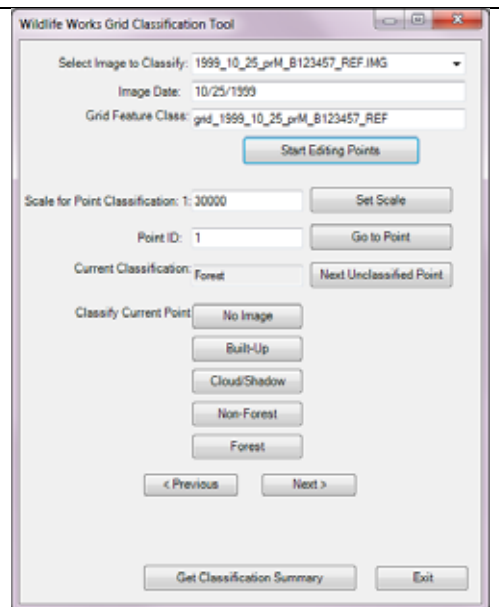 Wildlife Works Grid Classification Tool
Select Image to Classify: 1999_10_25_prM_B123457_REF.IMG
Image Date: 10/25/1999
Grid Feature Class: grid_1999_10_25_prM_B123457_REF
Start Editing Points
Scale for Point Classification: 1: 30000 Set Scale
Point ID: 1 Go to Point
Current Classification: Forest Next Unclassified Point
Classify Current Point No Image
Built-Up
Cloud/Shadow
Non-Forest
Forest
< Previous Next >
Get Classification Summary Exit